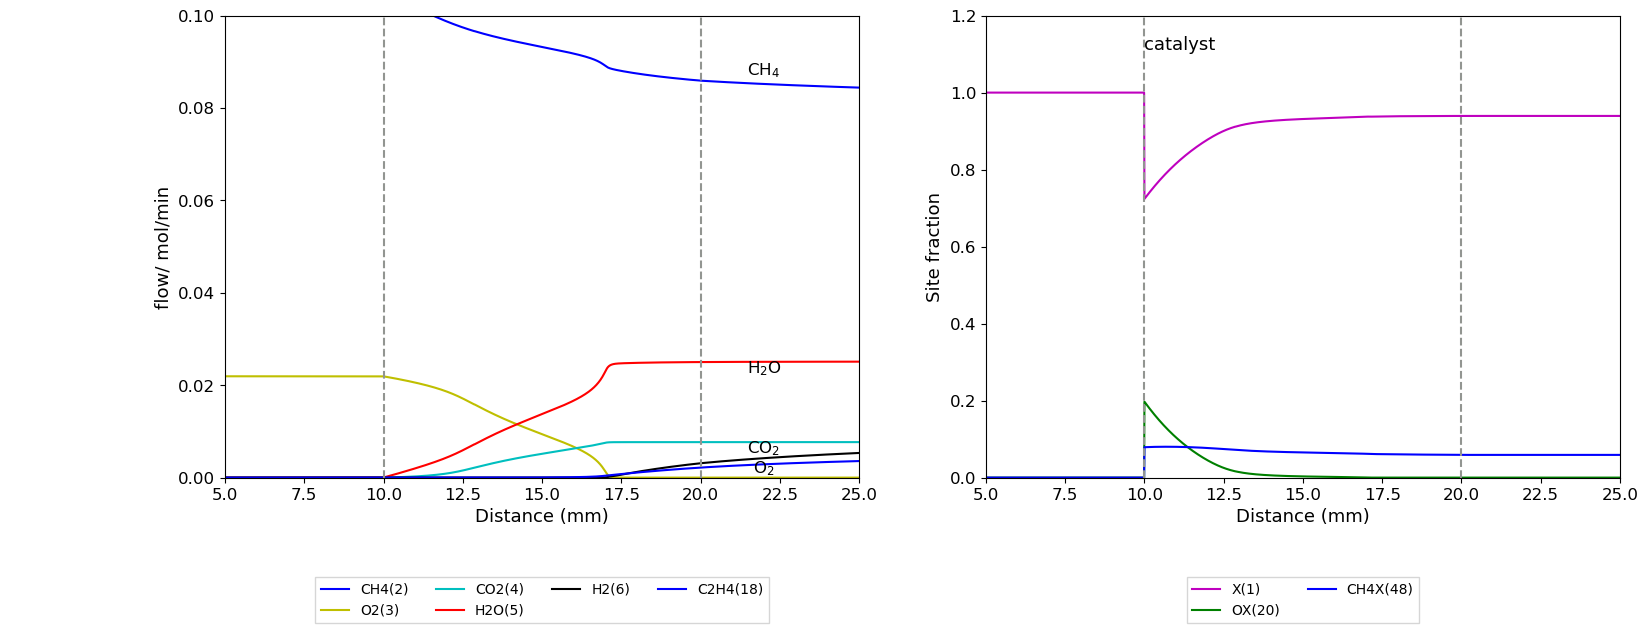 0.10
0.08
0.06
0.04
0.02
0.00
flow/ mol/min
CH₄
H₂O
CO₂
O₂
5.0 7.5 10.0 12.5 15.0 17.5 20.0 22.5 25.0
Distance (mm)
CH4(2) CO2(4) H2(6) C2H4(18)
O2(3) H2O(5)
1.2
1.0
0.8
0.6
0.4
0.2
0.0
Site fraction
catalyst
5.0 7.5 10.0 12.5 15.0 17.5 20.0 22.5 25.0
Distance (mm)
X(1) CH4X(48)
OX(20)